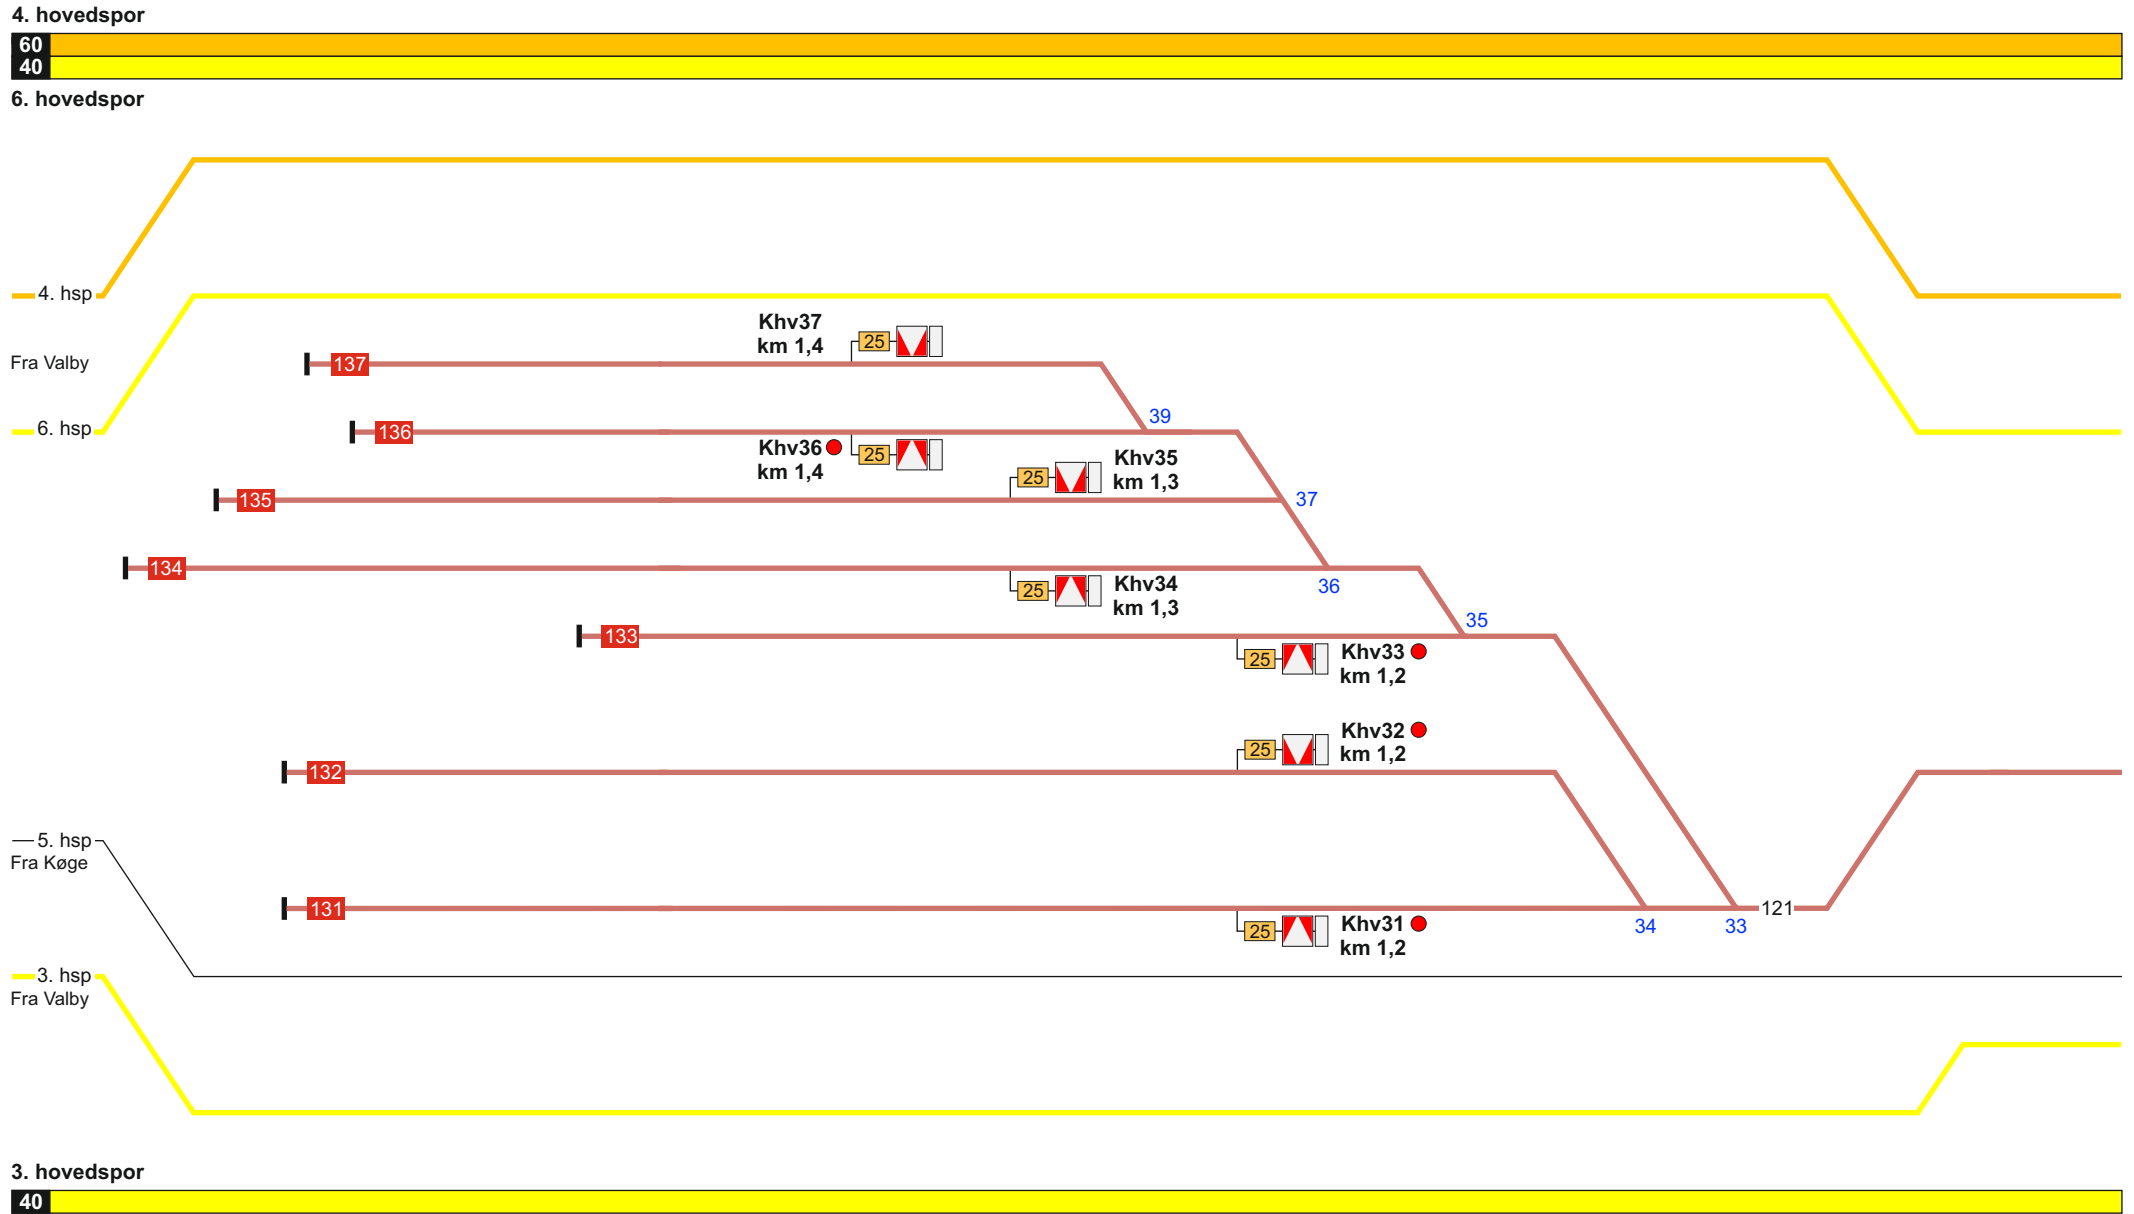 4. hovedspor
60
40
6. hovedspor
4. hsp
Fra Valby
6. hsp
Khv37
km 1,4
25
137
39
136
Khv36
km 1,4
25
Khv35
km 1,3
25
135
37
134
25
Khv34
km 1,3
36
35
133
25
Khv33
km 1,2
Khv32
km 1,2
25
132
5. hsp
Fra Køge
131
25
Khv31
km 1,2
34
33
121
3. hsp
Fra Valby
3. hovedspor
40